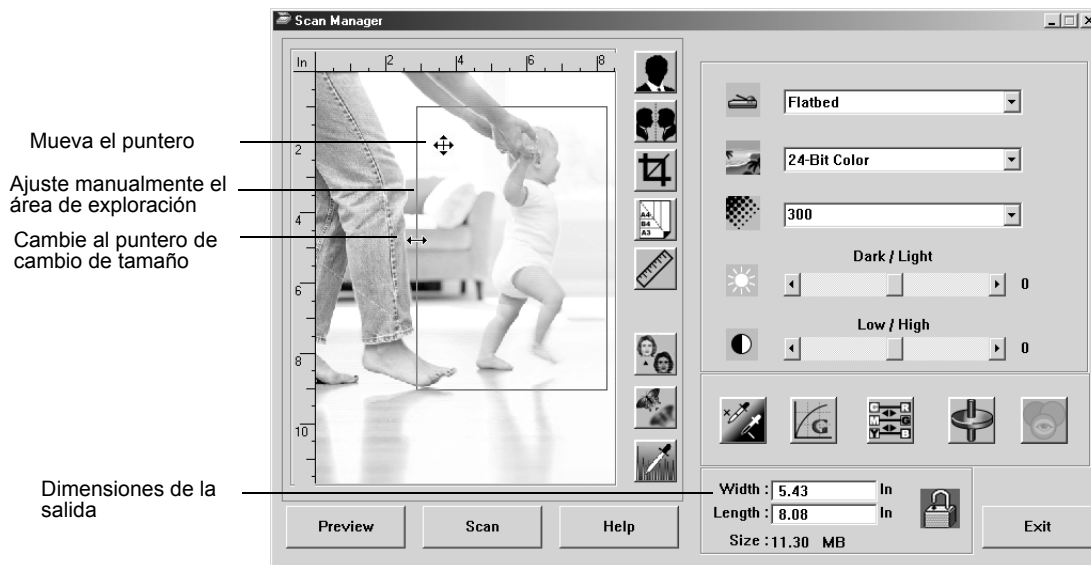 Scan Manager
In 2 4 6 8
2
4
6
8
10
Mueva el puntero
Ajuste manualmente el
área de exploración
Cambie al puntero de
cambio de tamaño
Dimensiones de la
salida
A4
B4
A3
Flatbed
24-Bit Color
300
Dark / Light
0
Low / High
0
G
C R
M G
Y B
Width : 5.43 In
Length : 8.08 In
Size : 11.30 MB
Preview
Scan
Help
Exit